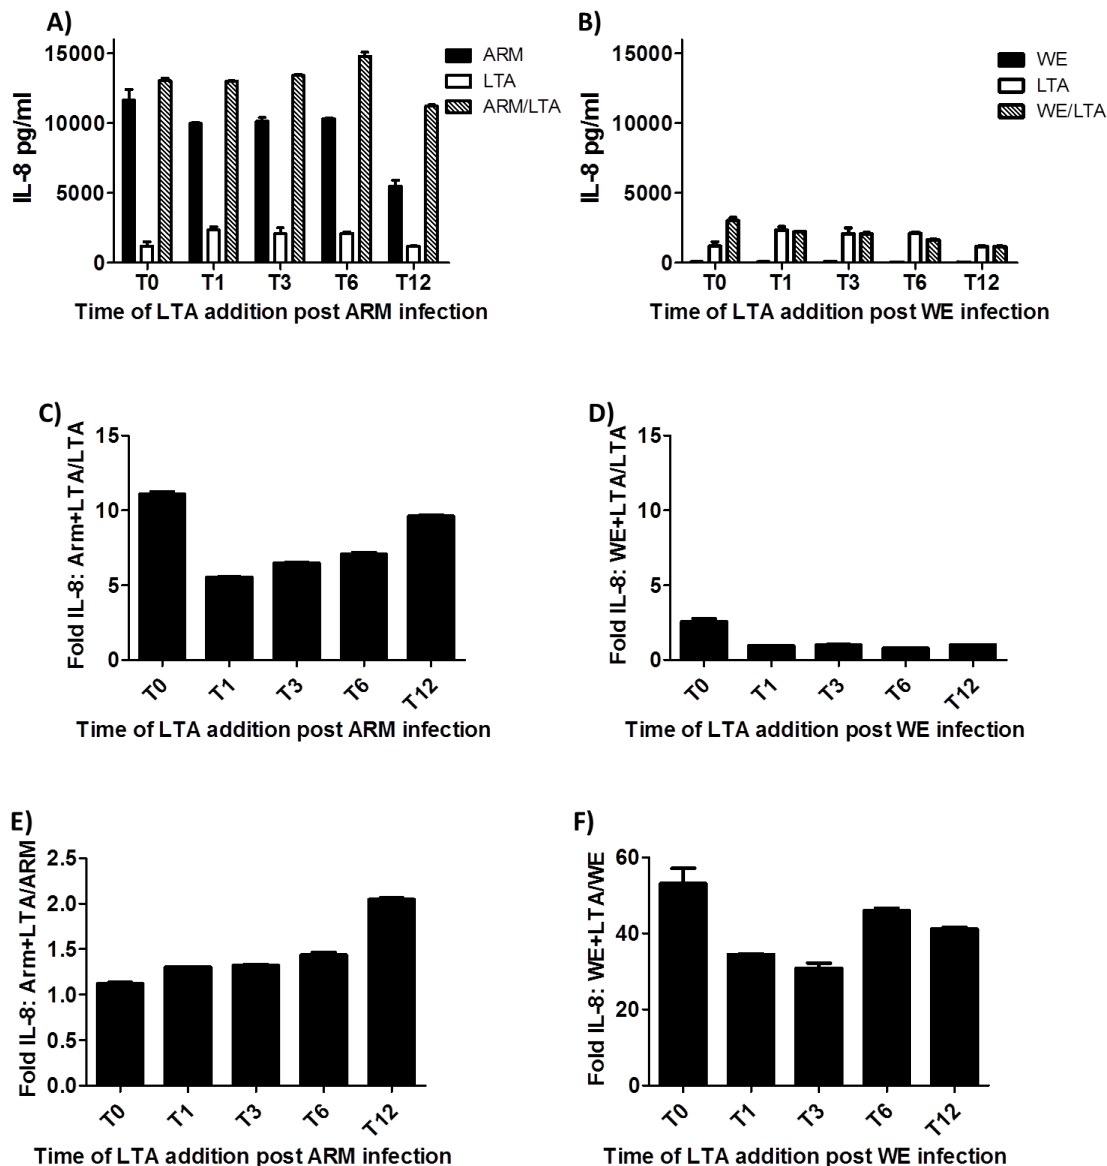 A)
IL-8 pg/ml
15000
10000
5000
0
ARM
LTA
ARM/LTA
T0 T1 T3 T6 T12
Time of LTA addition post ARM infection
B)
IL-8 pg/ml
15000
10000
5000
0
WE
LTA
WE/LTA
T0 T1 T3 T6 T12
Time of LTA addition post WE infection
C)
Fold IL-8: Arm+LTA/LTA
15
10
5
0
T0 T1 T3 T6 T12
Time of LTA addition post ARM infection
D)
Fold IL-8: WE+LTA/LTA
15
10
5
0
T0 T1 T3 T6 T12
Time of LTA addition post WE infection
E)
Fold IL-8: Arm+LTA/ARM
2.5
2.0
1.5
1.0
0.5
0.0
T0 T1 T3 T6 T12
Time of LTA addition post ARM infection
F)
Fold IL-8: WE+LTA/WE
60
40
20
0
T0 T1 T3 T6 T12
Time of LTA addition post WE infection